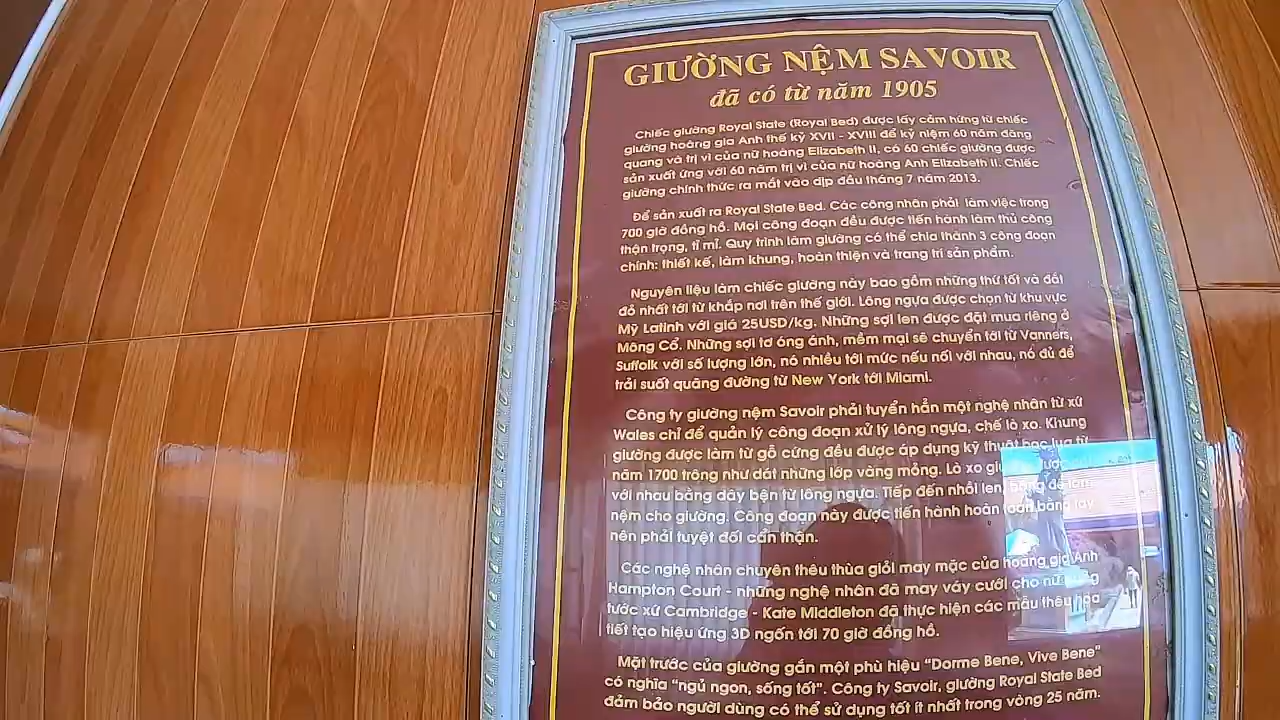 GIƯỜNG NỆM SAVOIR
đã có từ năm 1905
Chiếc giường Royal State (Royal Bed) được lấy cảm hứng từ chiếc
giường hoàng gia Anh thế kỷ XVII - XVIII để kỷ niệm 60 năm đăng
quang và trị vì của nữ hoàng Elizabeth II, có 60 chiếc giường được
sản xuất ứng với 60 năm trị vì của nữ hoàng Anh Elizabeth II. Chiếc
giường chính thức ra mắt vào dịp đầu tháng 7 năm 2013.
Để sản xuất ra Royal State Bed. Các công nhân phải làm việc trong
700 giờ đồng hồ. Mọi công đoạn đều được tiến hành làm thủ công
thận trọng, tỉ mỉ. Quy trình làm giường có thể chia thành 3 công đoạn
chính: thiết kế, làm khung, hoàn thiện và trang trí sản phẩm.
Nguyên liệu làm chiếc giường này bao gồm những thứ tốt và đắt
đỏ nhất tới từ khắp nơi trên thế giới. Lông ngựa được chọn từ khu vực
Mỹ Latinh với giá 25USD/kg. Những sợi len được đặt mua riêng ở
Mông Cổ. Những sợi tơ óng ánh, mềm mại sẽ chuyển tới từ Vanners,
Suffolk với số lượng lớn, nó nhiều tới mức nếu nối với nhau, nó đủ để
trải suốt quãng đường từ New York tới Miami.
Công ty giường nệm Savoir phải tuyển hẳn một nghệ nhân từ xứ
Wales chỉ để quản lý công đoạn xử lý lông ngựa, chế lò xo. Khung
giường được làm từ gỗ cứng đều được áp dụng kỹ thuật bọc lụa từ
năm 1700 trông như dát những lớp vàng mỏng. Lò xo
với nhau bằng dây bện từ lông ngựa. Tiếp đến nhồi len, bông để làm
nệm cho giường. Công đoạn này được tiến hành hoàn toàn bằng tay
nên phải tuyệt đối cẩn thận.
Các nghệ nhân chuyên thêu thùa giỏi may mặc của hoàng gia Anh
Hampton Court - những nghệ nhân đã may váy cưới cho nữ công
tước xứ Cambridge - Kate Middleton đã thực hiện các mẫu thêu hoa
tiết tạo hiệu ứng 3D ngốn tới 70 giờ đồng hồ.
Mặt trước của giường gắn một phù hiệu “Dorme Bene, Vive Bene”
có nghĩa “ngủ ngon, sống tốt”. Công ty Savoir, giường Royal State Bed
đảm bảo người dùng có thể sử dụng tốt ít nhất trong vòng 25 năm.